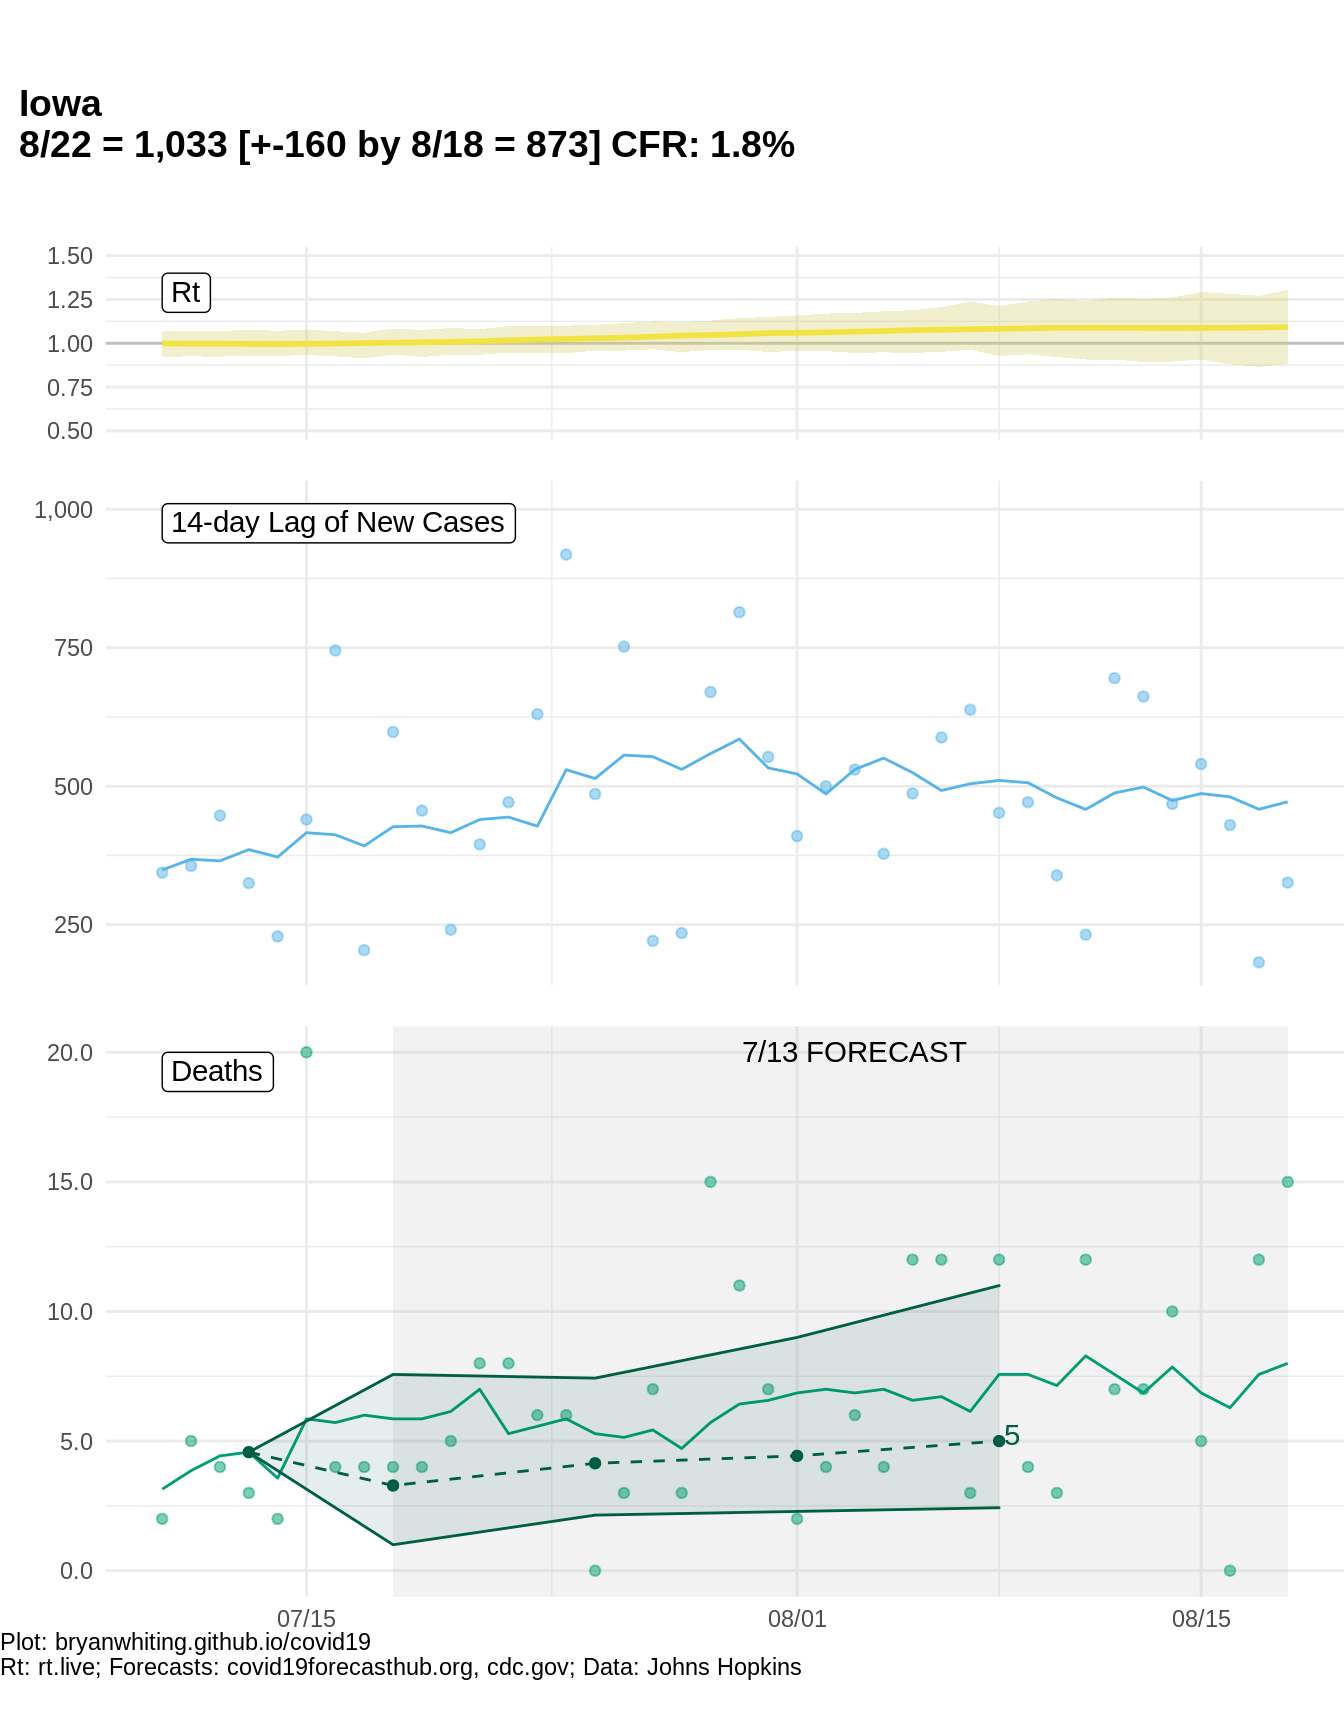 Iowa
8/22 = 1,033 [+-160 by 8/18 = 873] CFR: 1.8%
1.50
1.25
1.00
0.75
0.50
Rt
1,000
750
500
250
14-day Lag of New Cases
20.0
15.0
10.0
5.0
0.0
Deaths
7/13 FORECAST
5
07/15
08/01
08/15
Plot: bryanwhiting.github.io/covid19
Rt: rt.live; Forecasts: covid19forecasthub.org, cdc.gov; Data: Johns Hopkins